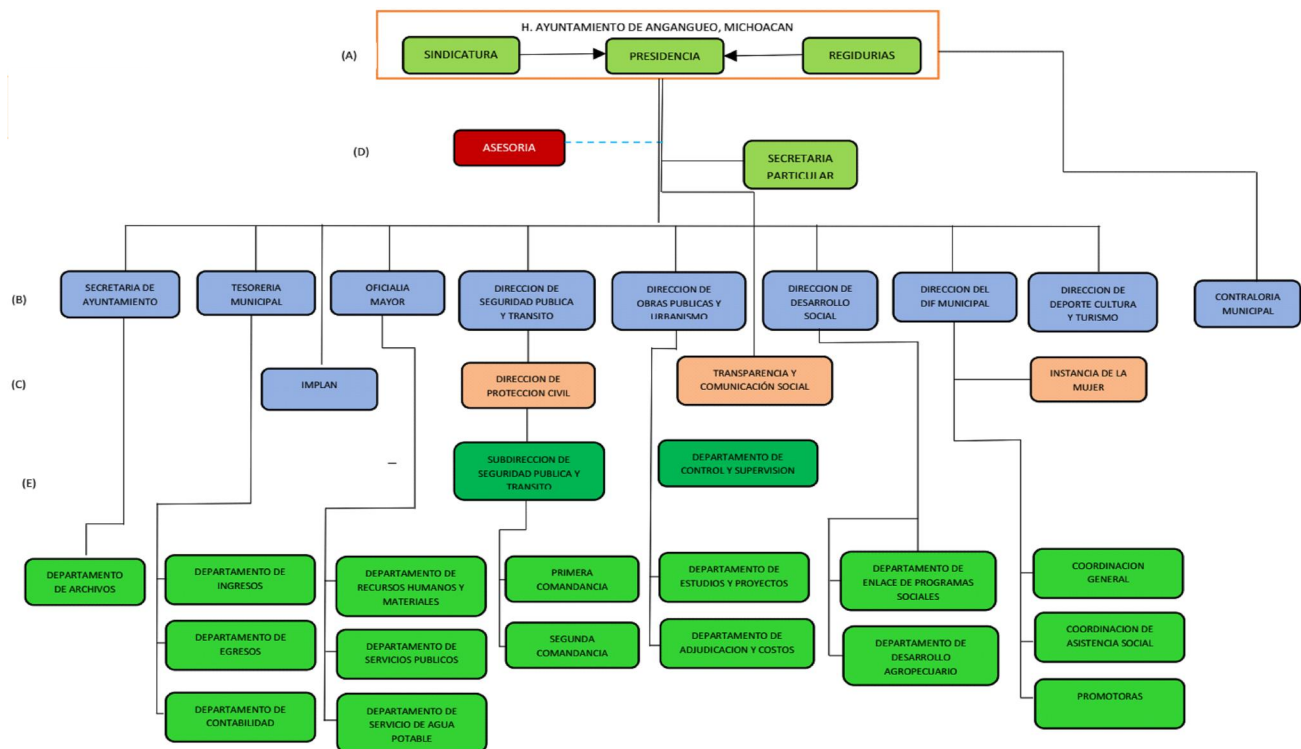 H. AYUNTAMIENTO DE ANGANGUEO, MICHOACAN
(A)
SINDICATURA
PRESIDENCIA
REGIDURIAS
(D)
ASESORIA
SECRETARIA
PARTICULAR
(B)
SECRETARIA DE
AYUNTAMIENTO
TESORERIA
MUNICIPAL
OFICIALIA
MAYOR
DIRECCION DE
SEGURIDAD PUBLICA
Y TRANSITO
DIRECCION DE
OBRAS PUBLICAS Y
URBANISMO
DIRECCION DE
DESARROLLO
SOCIAL
DIRECCION DEL
DIF MUNICIPAL
DIRECCION DE
DEPORTE CULTURA
Y TURISMO
CONTRALORIA
MUNICIPAL
(C)
IMPLAN
DIRECCION DE
PROTECCION CIVIL
TRANSPARENCIA Y
COMUNICACIÓN SOCIAL
INSTANCIA DE LA
MUJER
(E)
SUBDIRECCION DE
SEGURIDAD PUBLICA Y
TRANSITO
DEPARTAMENTO DE
CONTROL Y SUPERVISION
DEPARTAMENTO
DE ARCHIVOS
DEPARTAMENTO DE
INGRESOS
DEPARTAMENTO DE
RECURSOS HUMANOS Y
MATERIALES
PRIMERA
COMANDANCIA
DEPARTAMENTO DE
ESTUDIOS Y PROYECTOS
DEPARTAMENTO DE
ENLACE DE PROGRAMAS
SOCIALES
COORDINACION
GENERAL
DEPARTAMENTO DE
EGRESOS
DEPARTAMENTO DE
SERVICIOS PUBLICOS
SEGUNDA
COMANDANCIA
DEPARTAMENTO DE
ADJUDICACION Y COSTOS
DEPARTAMENTO DE
DESARROLLO
AGROPECUARIO
COORDINACION DE
ASISTENCIA SOCIAL
DEPARTAMENTO DE
CONTABILIDAD
DEPARTAMENTO DE
SERVICIO DE AGUA
POTABLE
PROMOTORAS